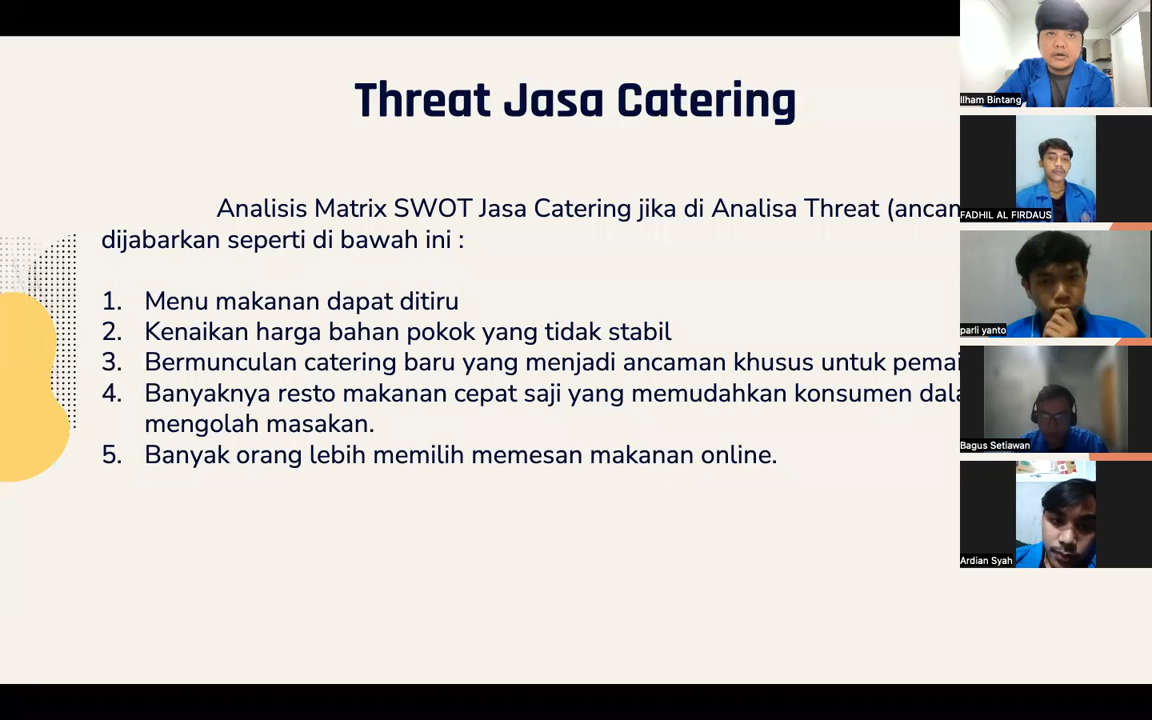 Threat Jasa Catering
Analisis Matrix SWOT Jasa Catering jika di Analisa Threat
dijabarkan seperti di bawah ini :
1. Menu makanan dapat ditiru
2. Kenaikan harga bahan pokok yang tidak stabil
3. Bermunculan catering baru yang menjadi ancaman khusus untuk
4. Banyaknya resto makanan cepat saji yang memudahkan konsumen
mengolah masakan.
5. Banyak orang lebih memilih memesan makanan online.
Ilham Bintang
FADHIL AL FIRDAUS
parli yanto
Bagus Setiawan
Ardian Syah